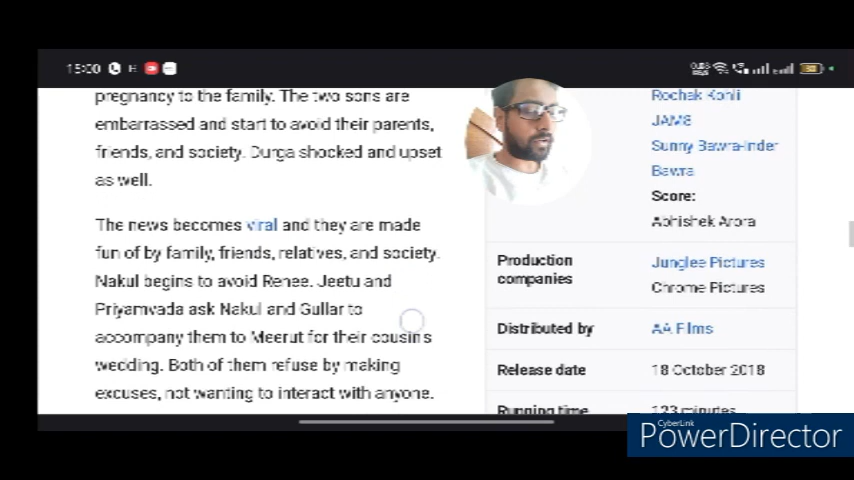 15:00
pregnancy to the family. The two sons are
embarrassed and start to avoid their parents,
friends, and society. Durga shocked and upset
as well.
The news becomes viral and they are made
fun of by family, friends, relatives, and society.
Nakul begins to avoid Renee. Jeetu and
Priyamvada ask Nakul and Gullar to
accompany them to Meerut for their cousin's
wedding. Both of them refuse by making
excuses, not wanting to interact with anyone.
Rochak Kohli
JAM8
Sunny Bawra-Inder
Bawra
Score:
Abhishek Arora
Production
companies
Junglee Pictures
Chrome Pictures
Distributed by
AA Films
Release date
18 October 2018
Running time
123 minutes
CyberLink
PowerDirector